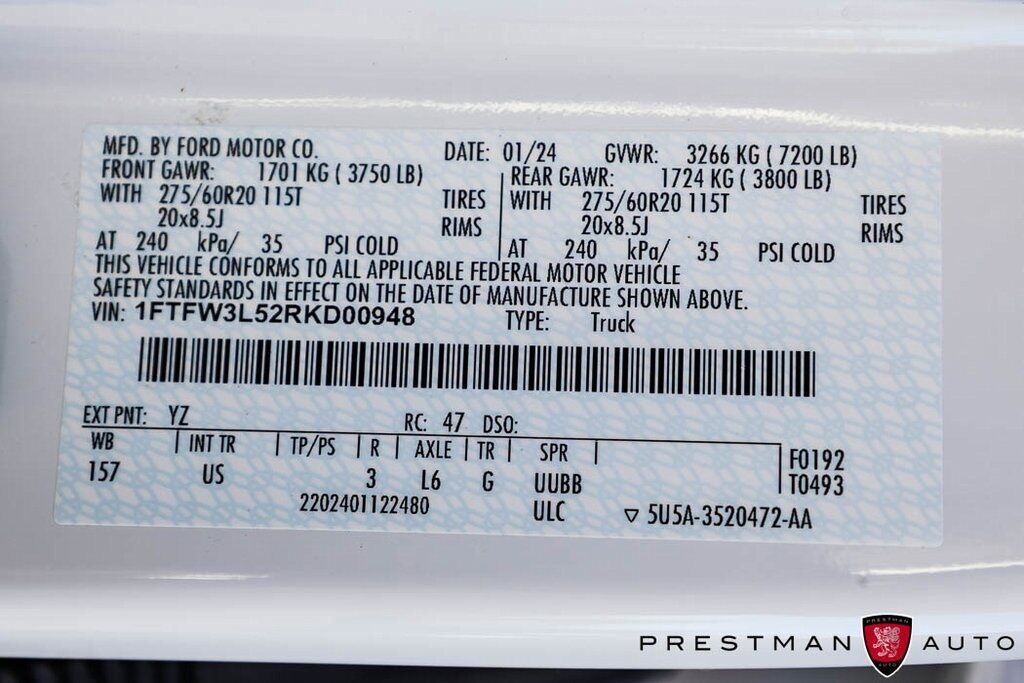 MFD. BY FORD MOTOR CO. DATE: 01/24 GVWR: 3266 KG ( 7200 LB)
FRONT GAWR: 1701 KG ( 3750 LB) REAR GAWR: 1724 KG ( 3800 LB)
WITH 275/60R20 115T TIRES WITH 275/60R20 115T TIRES
20x8.5J RIMS 20x8.5J RIMS
AT 240 kPa/ 35 PSI COLD AT 240 kPa/ 35 PSI COLD
THIS VEHICLE CONFORMS TO ALL APPLICABLE FEDERAL MOTOR VEHICLE
SAFETY STANDARDS IN EFFECT ON THE DATE OF MANUFACTURE SHOWN ABOVE.
VIN: 1FTFW3L52RKD00948 TYPE: Truck
EXT PNT: YZ RC: 47 DSO:
WB INT TR TP/PS R AXLE TR SPR F0192
157 US 3 L6 G UUBB T0493
2202401122480 ULC ▽ 5U5A-3520472-AA
PRESTMAN PRESTMAN AUTO AUTO